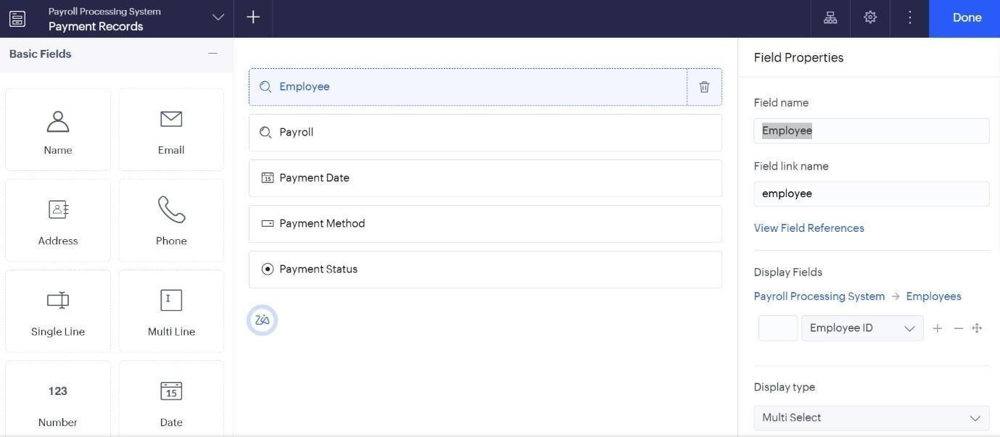 Payroll Processing System
Payment Records
Done
Basic Fields
Name
Email
Address
Phone
Single Line
Multi Line
123
Number
15
Date
Employee
Payroll
15
Payment Date
Payment Method
Payment Status
Zia
Field Properties
Field name
Employee
Field link name
employee
View Field References
Display Fields
Payroll Processing System → Employees
Employee ID
Display type
Multi Select